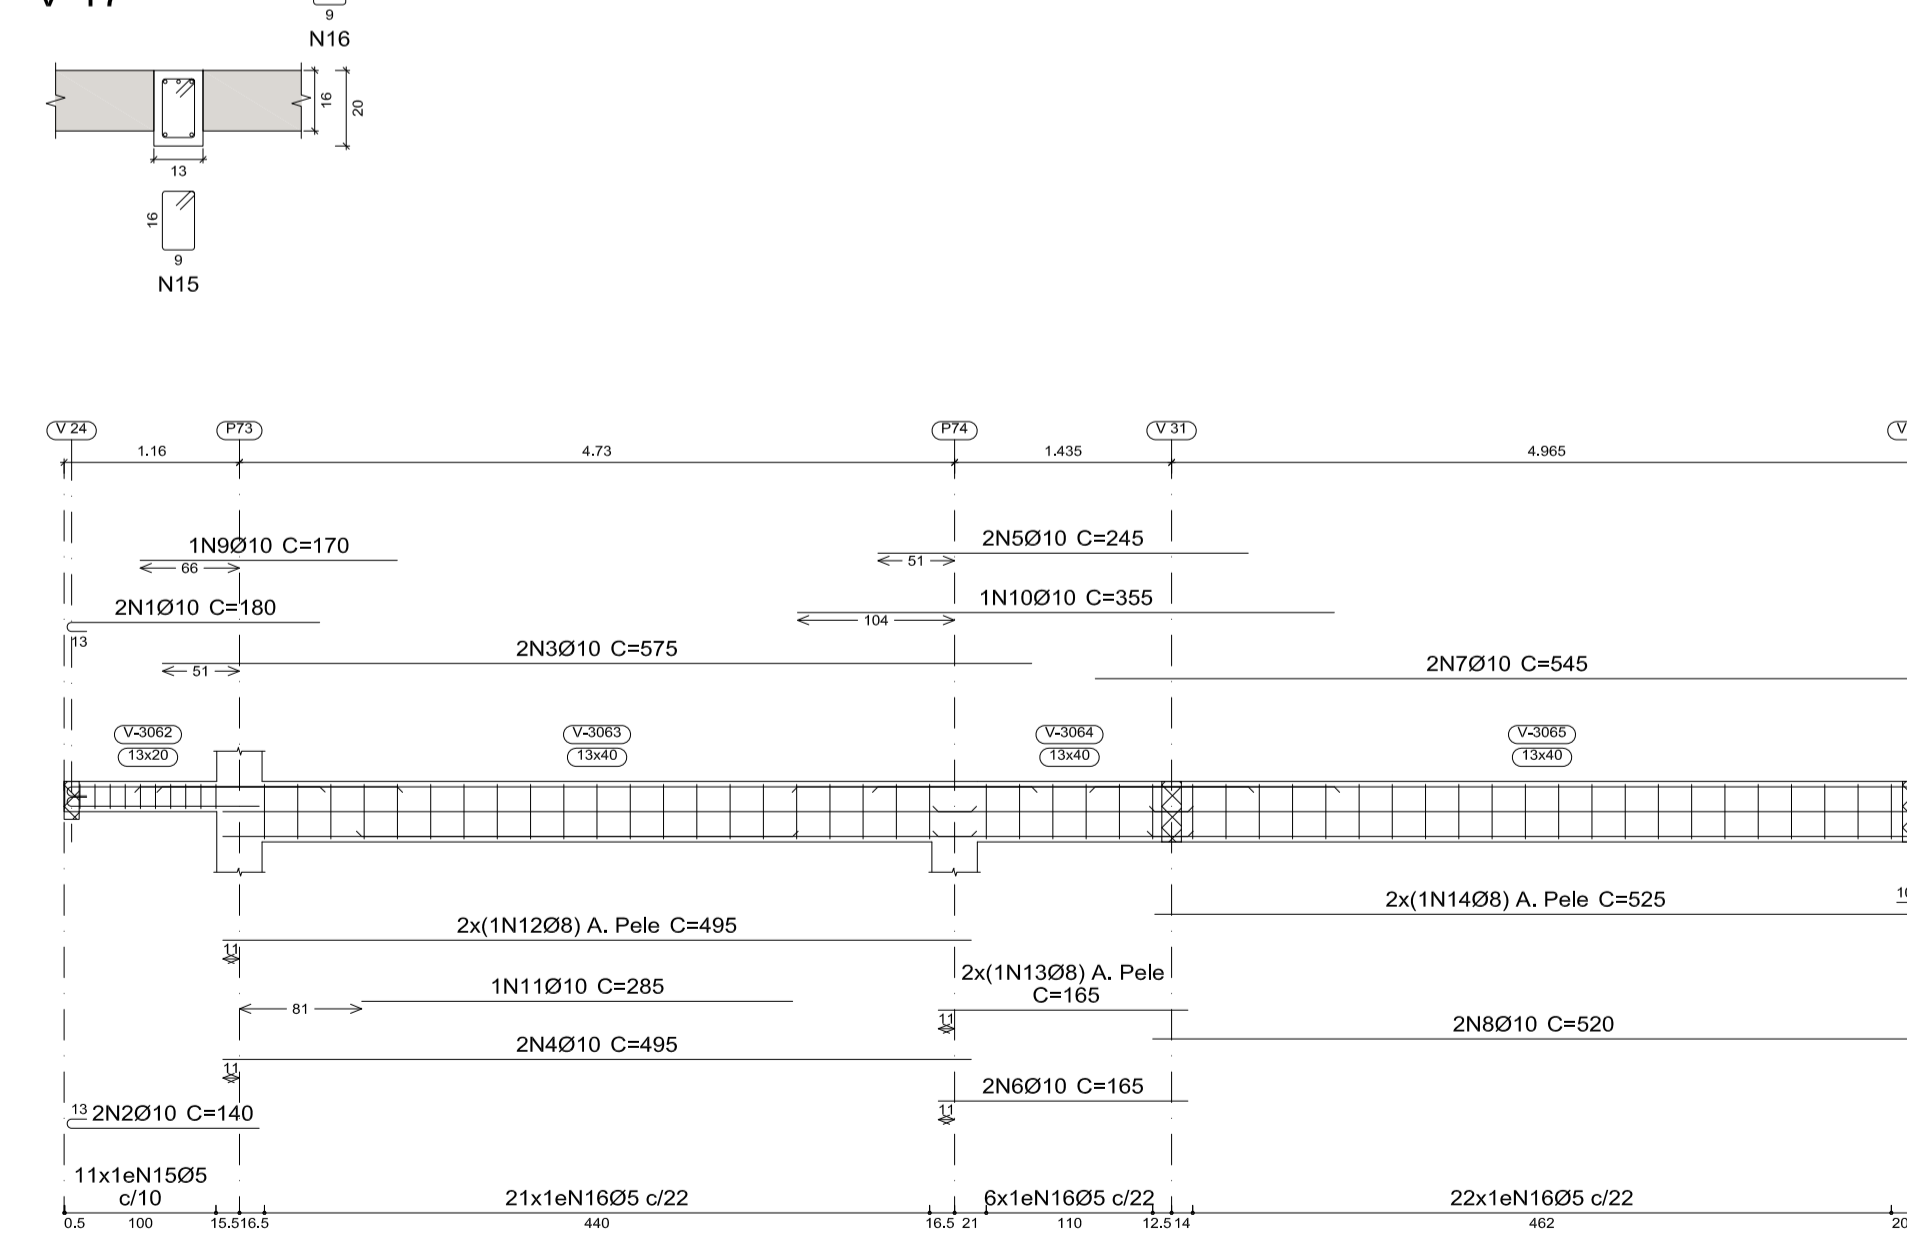 9
N16
16
20
13
16
9
N15
V 24
P73
P74
V 31
V
1.16
4.73
1.435
4.965
1N9Ø10 C=170
66
2N5Ø10 C=245
51
2N1Ø10 C=180
13
1N10Ø10 C=355
104
2N3Ø10 C=575
51
2N7Ø10 C=545
V-3062
13x20
V-3063
13x40
V-3064
13x40
V-3065
13x40
2x(1N14Ø8) A. Pele C=525
10
2x(1N12Ø8) A. Pele C=495
11
2x(1N13Ø8) A. Pele
C=165
11
1N11Ø10 C=285
81
2N8Ø10 C=520
2N4Ø10 C=495
11
2N6Ø10 C=165
11
13 2N2Ø10 C=140
11x1eN15Ø5
c/10
21x1eN16Ø5 c/22
6x1eN16Ø5 c/22
22x1eN16Ø5 c/22
0.5 100 15.5 16.5 440 16.5 21 110 12.5 14 462 20